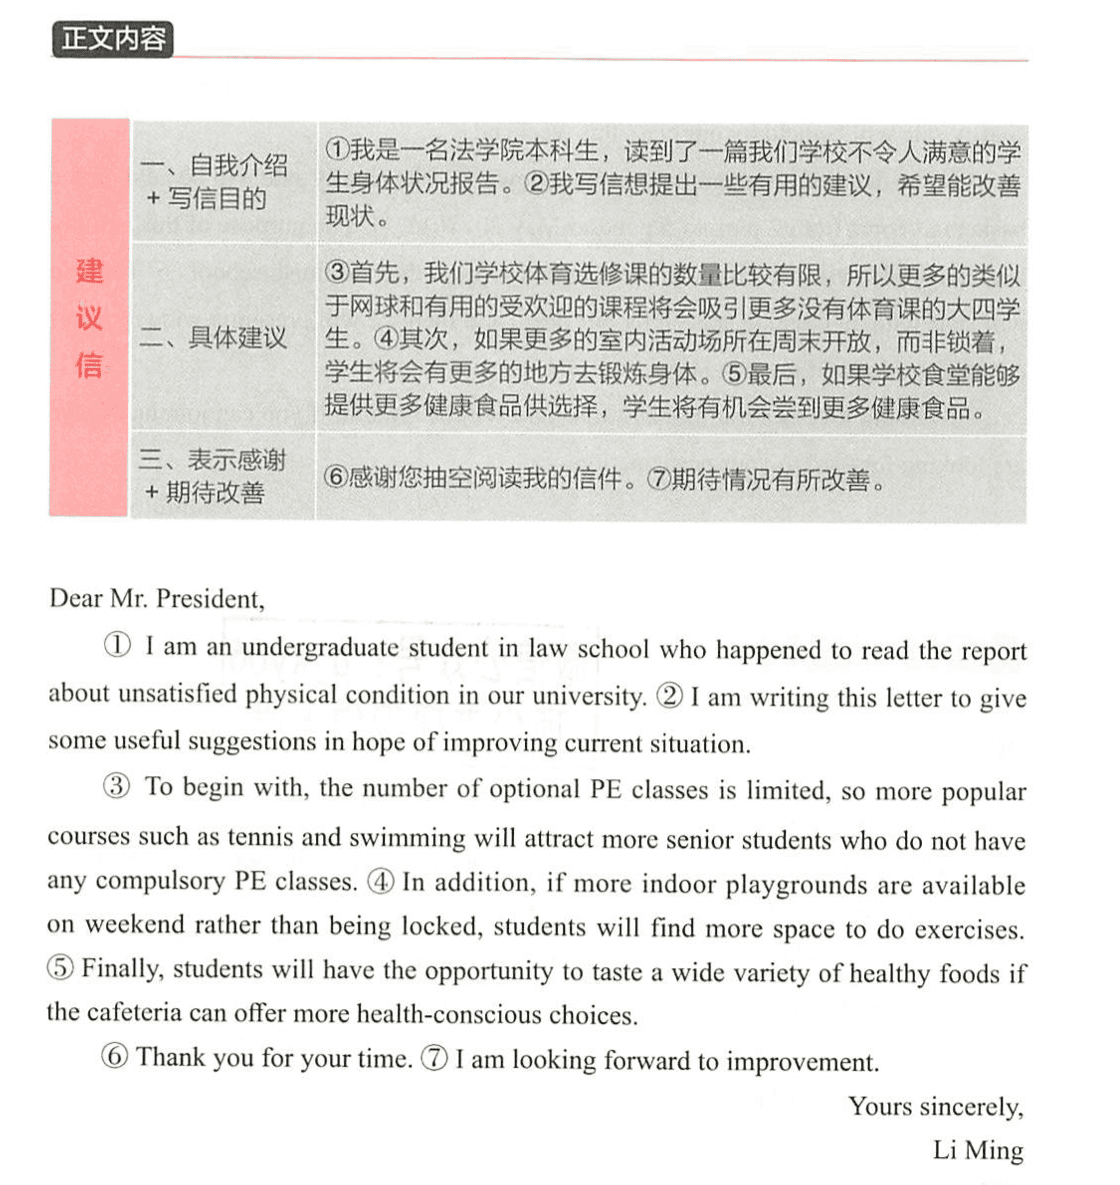 正文内容
建议信
一、自我介绍
+ 写信目的
①我是一名法学院本科生，读到了一篇我们学校不令人满意的学
生身体状况报告。②我写信想提出一些有用的建议，希望能改善
现状。
二、具体建议
③首先，我们学校体育选修课的数量比较有限，所以更多的类似
于网球和有用的受欢迎的课程将会吸引更多没有体育课的大四学
生。④其次，如果更多的室内活动场所在周末开放，而非锁着，
学生将会有更多的地方去锻炼身体。⑤最后，如果学校食堂能够
提供更多健康食品供选择，学生将有机会尝到更多健康食品。
三、表示感谢
+ 期待改善
⑥感谢您抽空阅读我的信件。⑦期待情况有所改善。
Dear Mr. President,
① I am an undergraduate student in law school who happened to read the report
about unsatisfied physical condition in our university. ② I am writing this letter to give
some useful suggestions in hope of improving current situation.
③ To begin with, the number of optional PE classes is limited, so more popular
courses such as tennis and swimming will attract more senior students who do not have
any compulsory PE classes. ④ In addition, if more indoor playgrounds are available
on weekend rather than being locked, students will find more space to do exercises.
⑤ Finally, students will have the opportunity to taste a wide variety of healthy foods if
the cafeteria can offer more health-conscious choices.
⑥ Thank you for your time. ⑦ I am looking forward to improvement.
Yours sincerely,
Li Ming